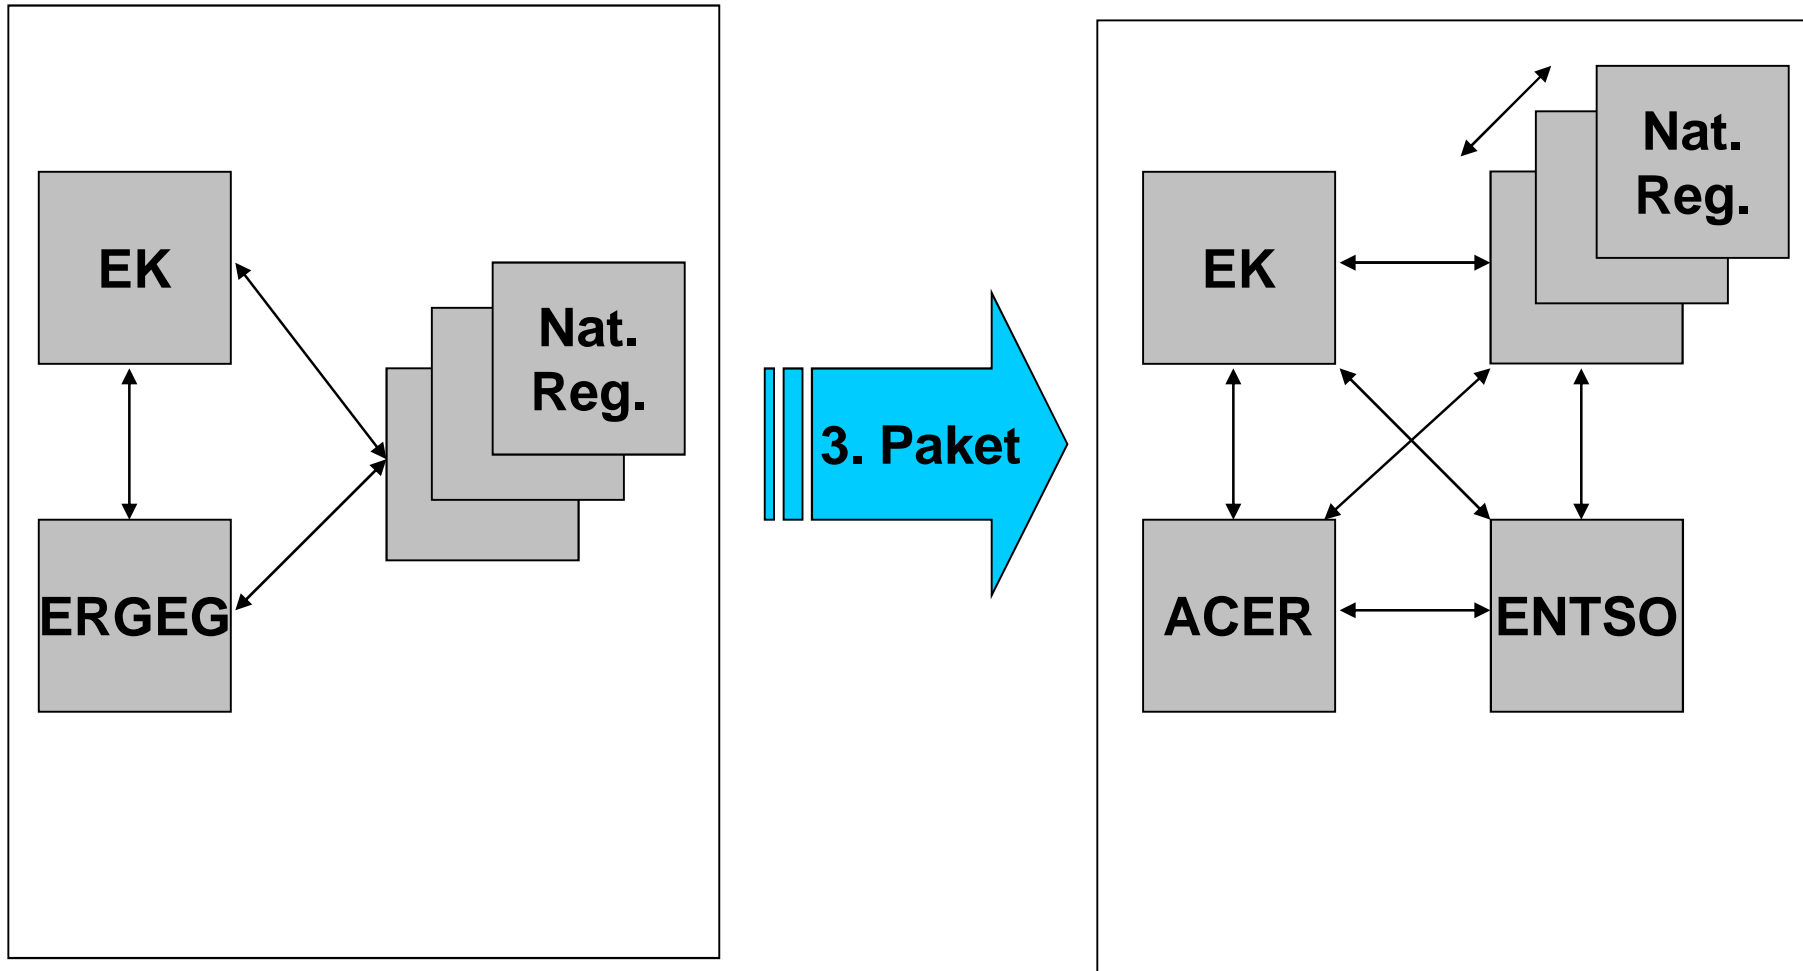 EK
Nat.
Reg.
ERGEG
3. Paket
Nat.
Reg.
EK
ACER
ENTSO